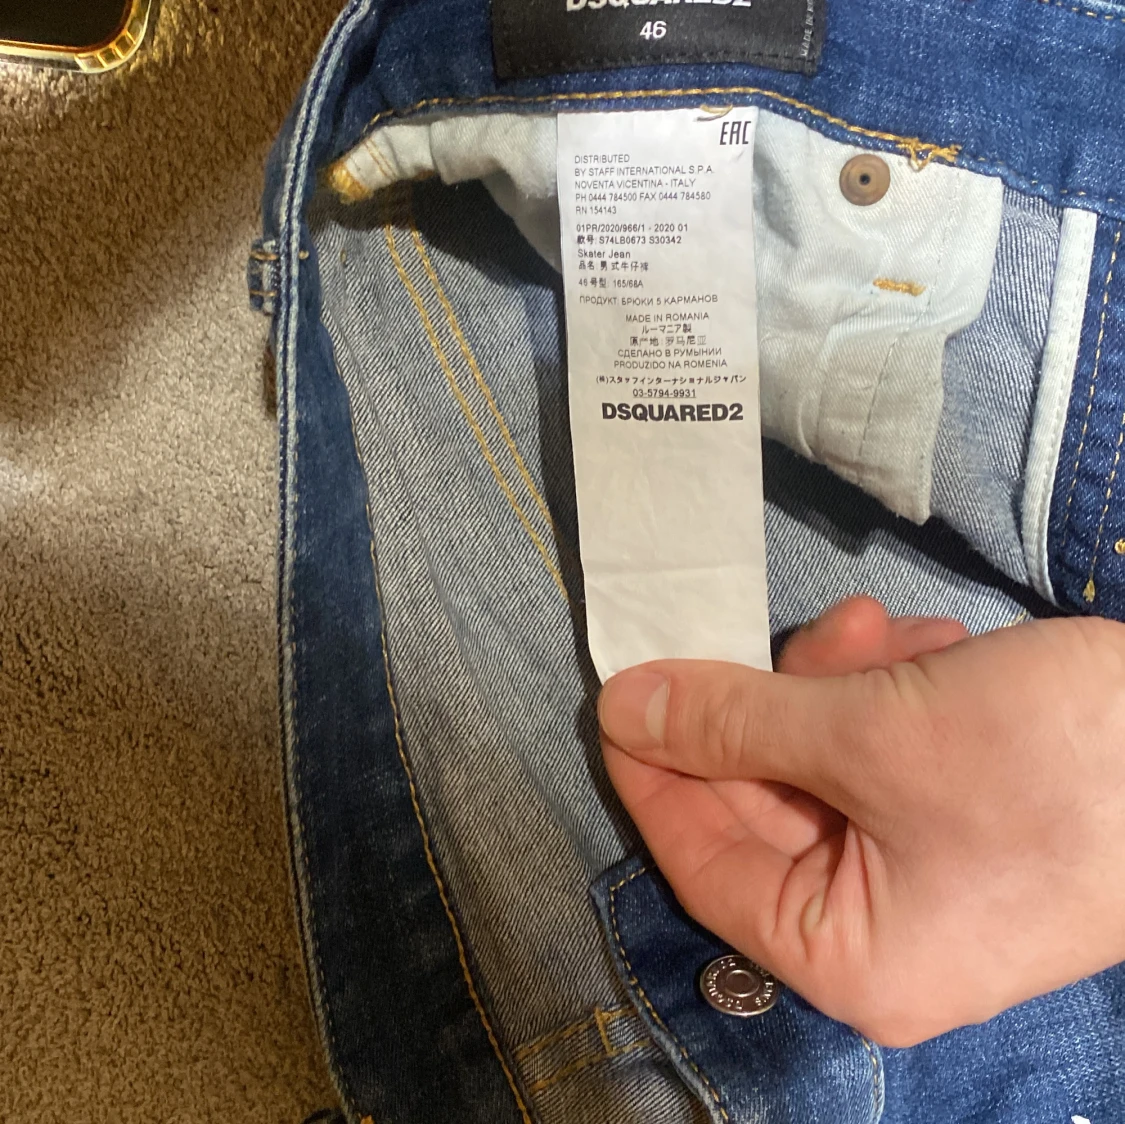 DSQUARED2
46
MADE IN
EAC
DISTRIBUTED
BY STAFF INTERNATIONAL S.P.A.
NOVENTA VICENTINA - ITALY
PH 0444 784500 FAX 0444 784580
RN 154143
01PR/2020/966/1 - 2020 01
款号: S74LB0673 S30342
Skater Jean
品名: 男式牛仔裤
46 号型: 165/68A
ПРОДУКТ: БРЮКИ 5 КАРМАНОВ
MADE IN ROMANIA
ルーマニア製
原产地: 罗马尼亚
СДЕЛАНО В РУМЫНИИ
PRODUZIDO NA ROMENIA
(株)スタッフインターナショナルジャパン
03-5794-9931
DSQUARED2